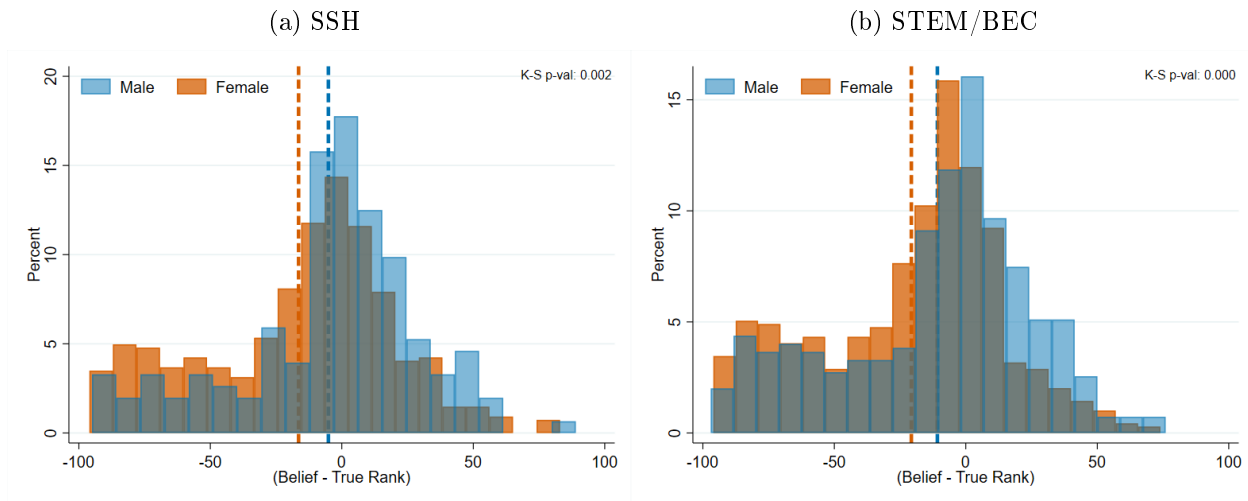 (a) SSH
Male Female
K-S p-val: 0.002
Percent
20
15
10
5
0
-100 -50 0 50 100
(Belief - True Rank)
(b) STEM/BEC
Male Female
K-S p-val: 0.000
Percent
15
10
5
0
-100 -50 0 50 100
(Belief - True Rank)